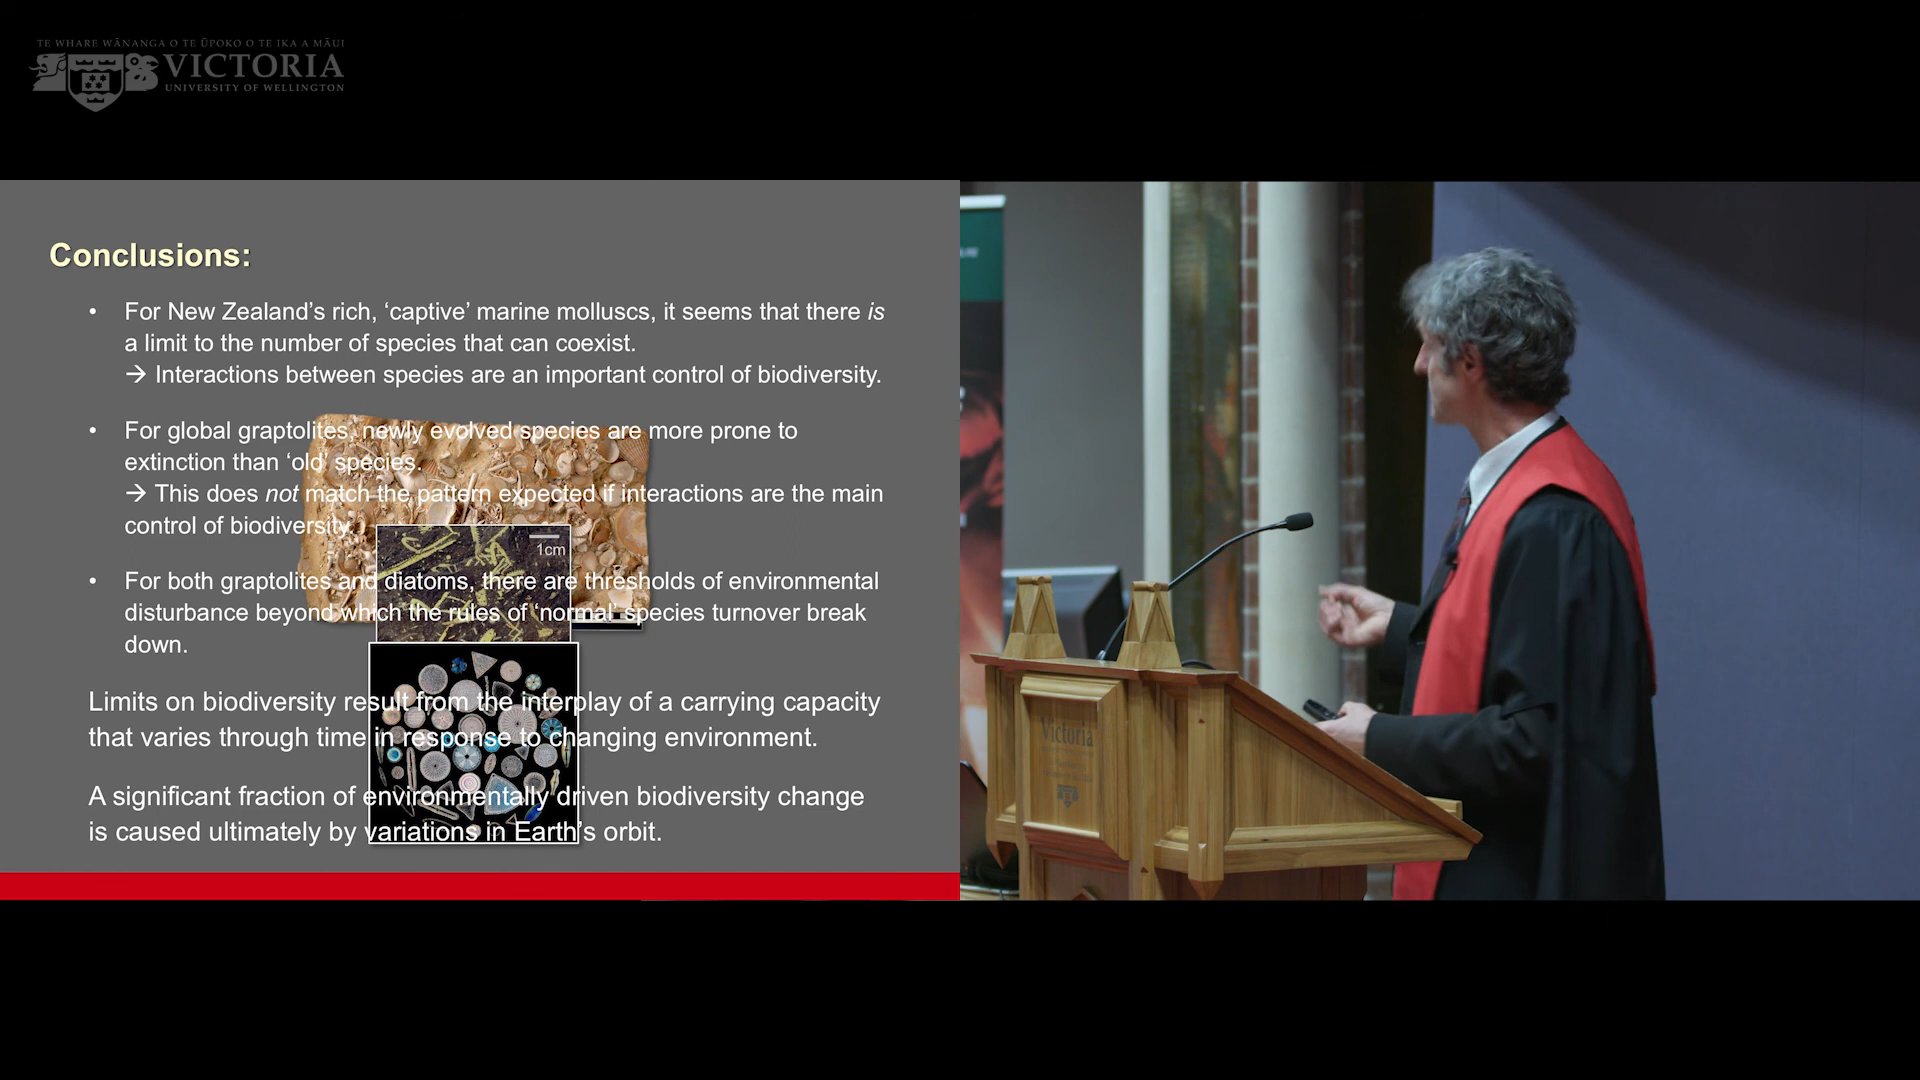 TE WHARE WĀNANGA O TE ŪPOKO O TE IKA A MĀUI
VICTORIA
UNIVERSITY OF WELLINGTON
Conclusions:
• For New Zealand’s rich, ‘captive’ marine molluscs, it seems that there is
a limit to the number of species that can coexist.
→ Interactions between species are an important control of biodiversity.
• For global graptolites, newly evolved species are more prone to
extinction than ‘old’ species.
→ This does not match the pattern expected if interactions are the main
control of biodiversity.
1cm
• For both graptolites and diatoms, there are thresholds of environmental
disturbance beyond which the rules of ‘normal’ species turnover break
down.
Limits on biodiversity result from the interplay of a carrying capacity
that varies through time in response to changing environment.
A significant fraction of environmentally driven biodiversity change
is caused ultimately by variations in Earth’s orbit.
Victoria